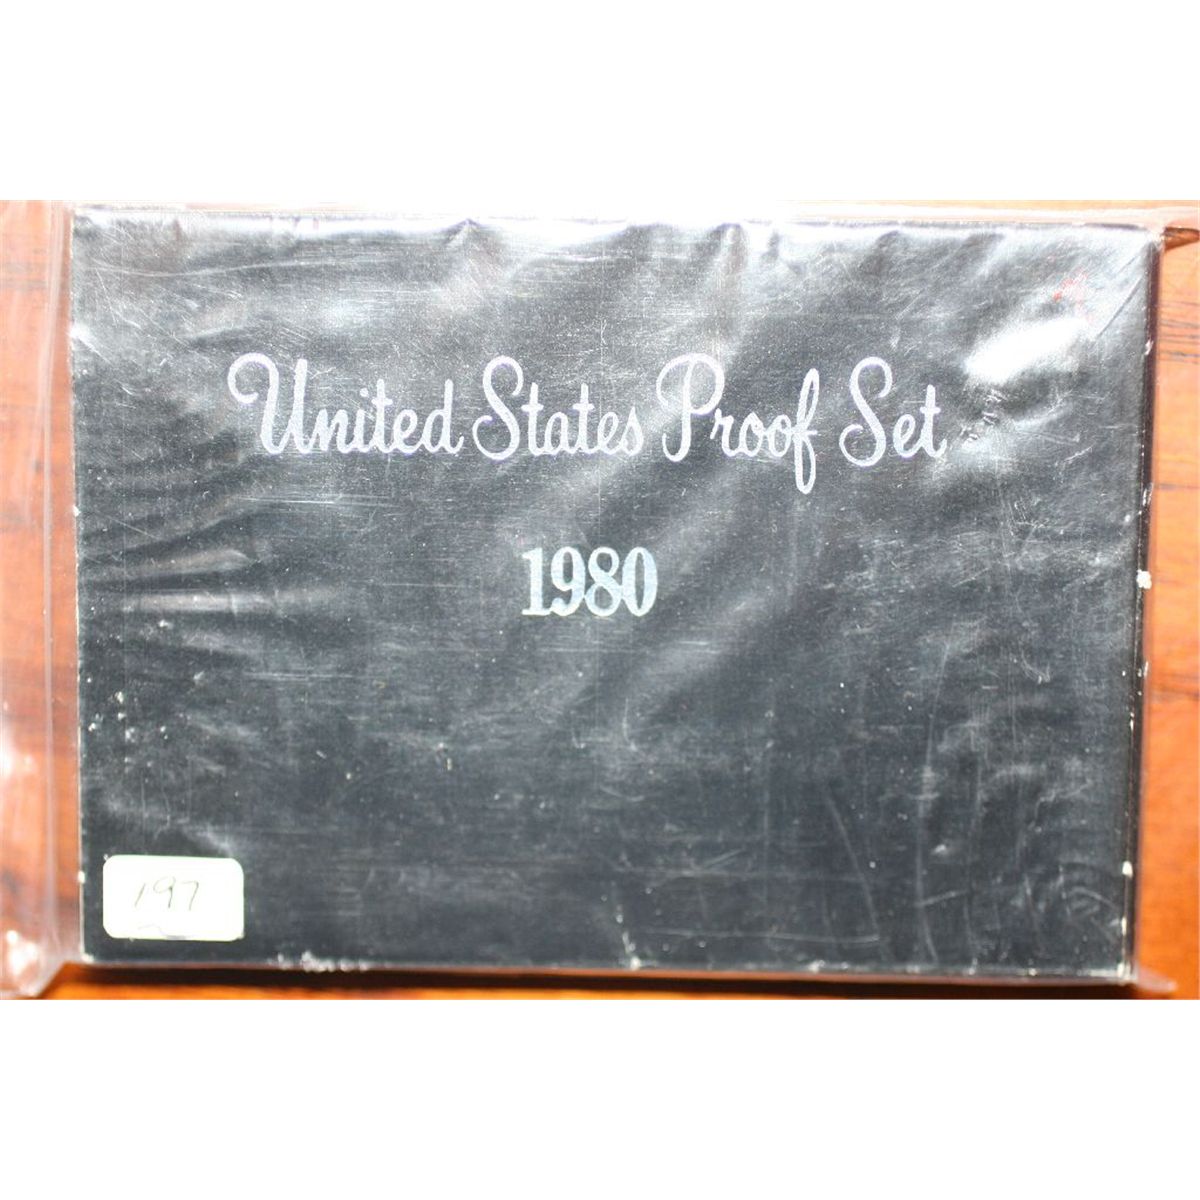 United States Proof Set
1980
197